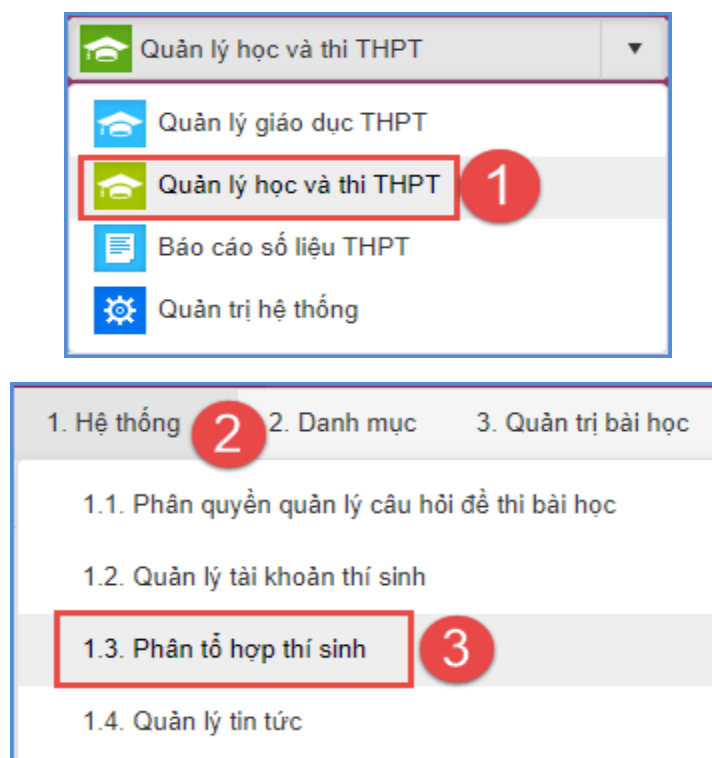 Quản lý học và thi THPT
Quản lý giáo dục THPT
Quản lý học và thi THPT 1
Báo cáo số liệu THPT
Quản trị hệ thống
1. Hệ thống 2 2. Danh mục 3. Quản trị bài học
1.1. Phân quyền quản lý câu hỏi đề thi bài học
1.2. Quản lý tài khoản thí sinh
1.3. Phân tổ hợp thí sinh 3
1.4. Quản lý tin tức